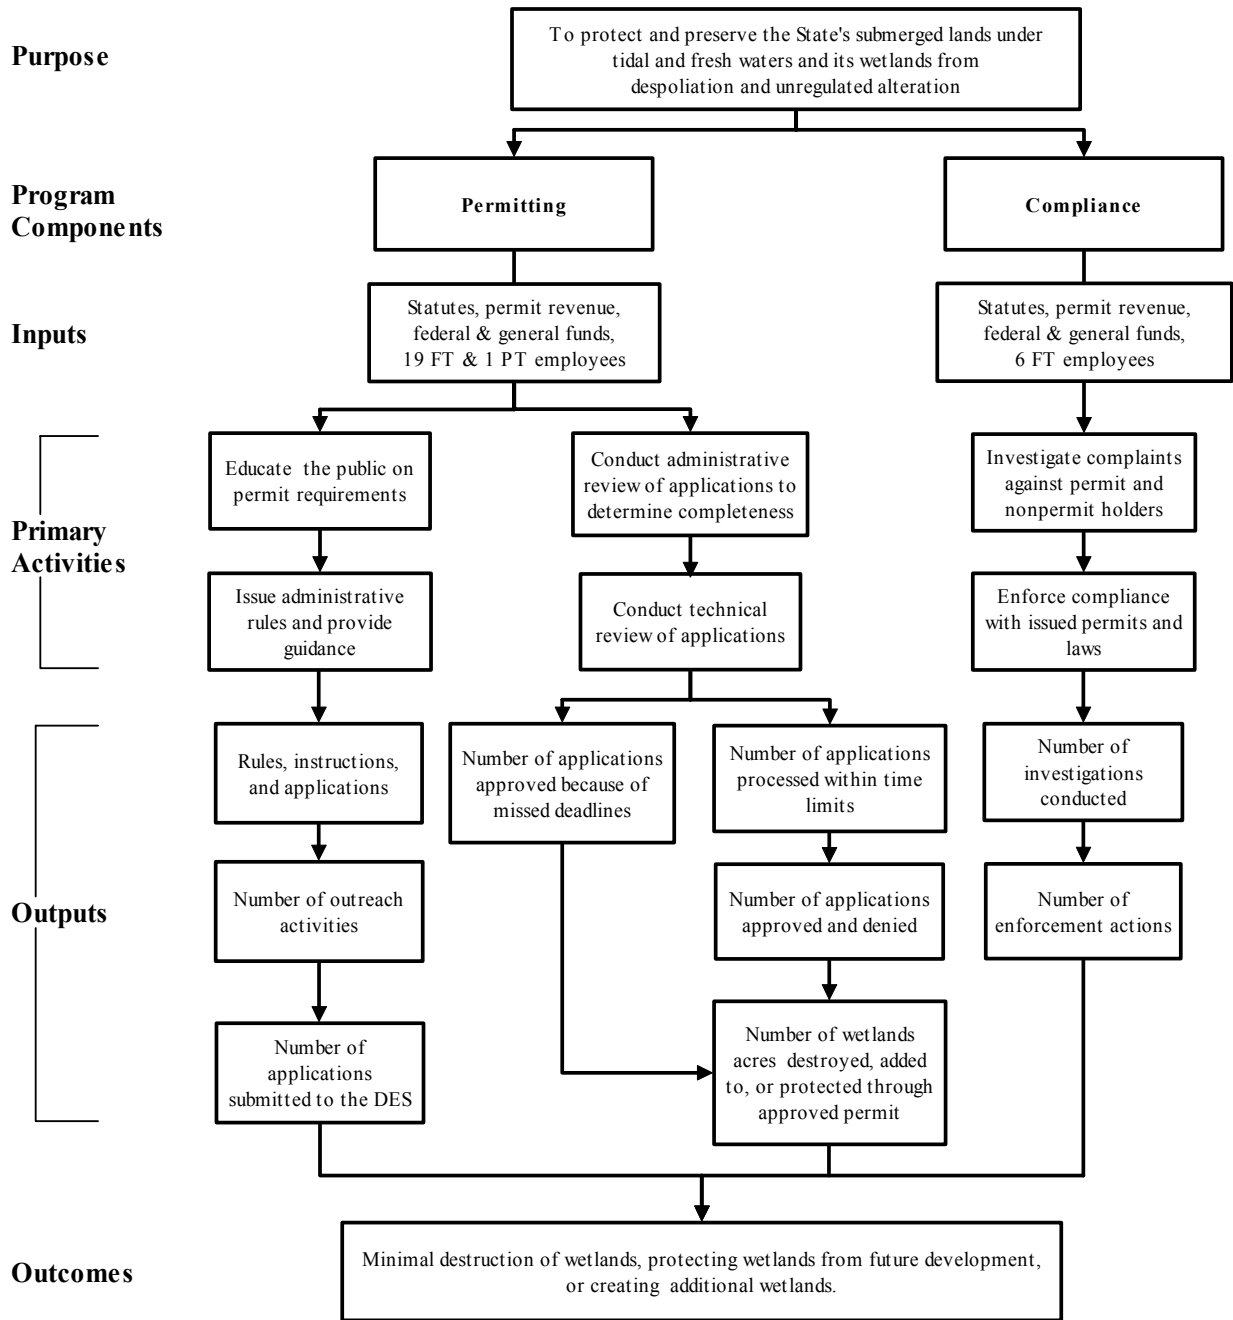 Purpose
To protect and preserve the State's submerged lands under
tidal and fresh waters and its wetlands from
despoliation and unregulated alteration
Program
Components
Permitting
Compliance
Inputs
Statutes, permit revenue,
federal & general funds,
19 FT & 1 PT employees
Statutes, permit revenue,
federal & general funds,
6 FT employees
Primary
Activities
Educate the public on
permit requirements
Conduct administrative
review of applications to
determine completeness
Investigate complaints
against permit and
nonpermit holders
Issue administrative
rules and provide
guidance
Conduct technical
review of applications
Enforce compliance
with issued permits and
laws
Outputs
Rules, instructions,
and applications
Number of applications
approved because of
missed deadlines
Number of applications
processed within time
limits
Number of
investigations
conducted
Number of outreach
activities
Number of applications
approved and denied
Number of
enforcement actions
Number of
applications
submitted to the DES
Number of wetlands
acres destroyed, added
to, or protected through
approved permit
Outcomes
Minimal destruction of wetlands, protecting wetlands from future development,
or creating additional wetlands.